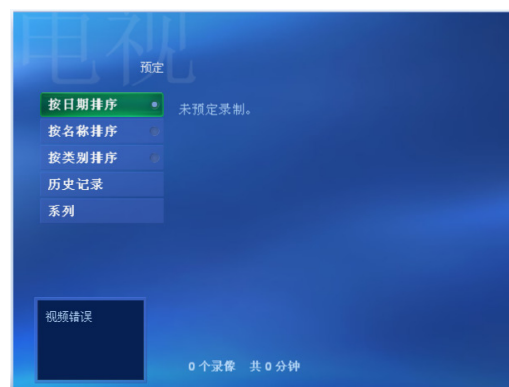 电视
预定
按日期排序
未预定录制。
按名称排序
按类别排序
历史记录
系列
视频错误
0 个录像 共 0 分钟